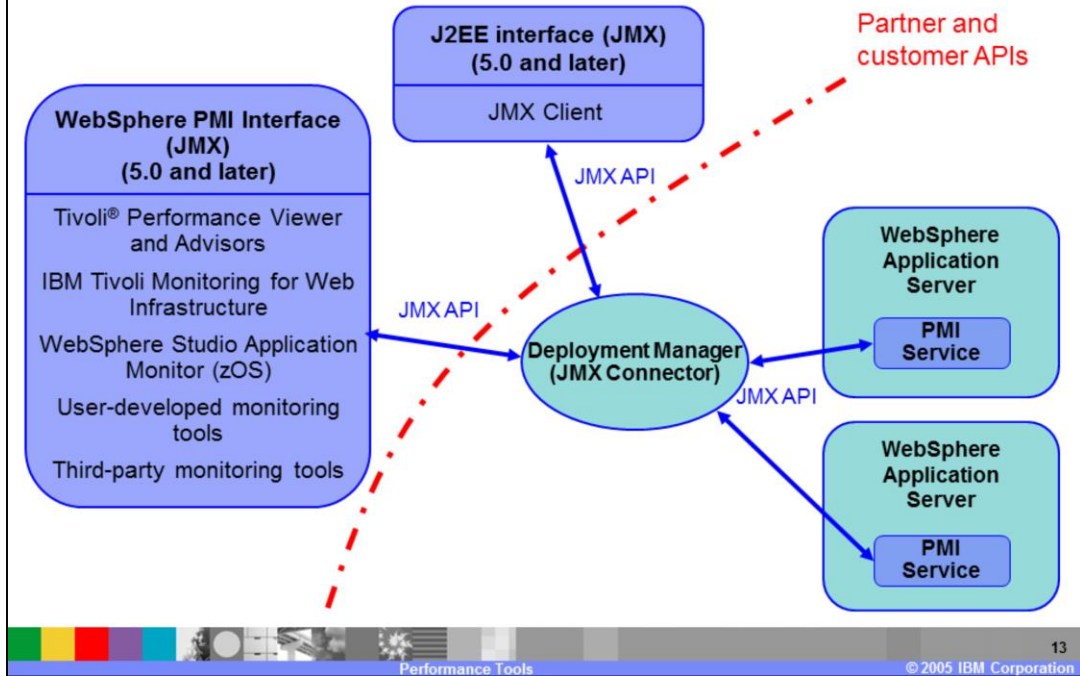 Partner and
customer APIs
J2EE interface (JMX)
(5.0 and later)
JMX Client
WebSphere PMI Interface
(JMX)
(5.0 and later)
Tivoli® Performance Viewer
and Advisors
IBM Tivoli Monitoring for Web
Infrastructure
WebSphere Studio Application
Monitor (zOS)
User-developed monitoring
tools
Third-party monitoring tools
JMX API
JMX API
Deployment Manager
(JMX Connector)
JMX API
WebSphere
Application
Server
PMI
Service
WebSphere
Application
Server
PMI
Service
13
Performance Tools
© 2005 IBM Corporation